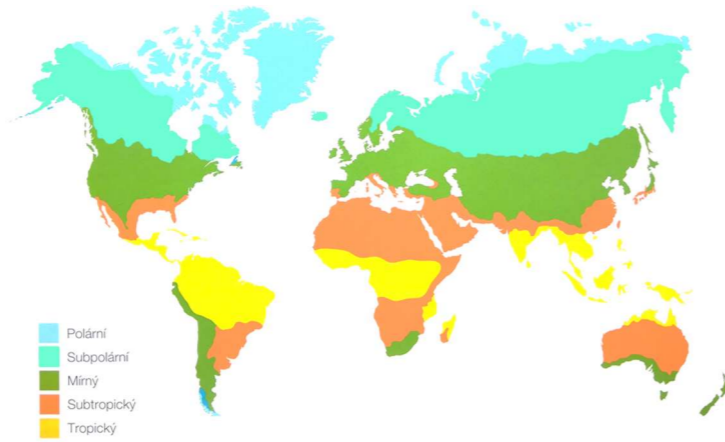 Polární
Subpolární
Mírný
Subtropický
Tropický